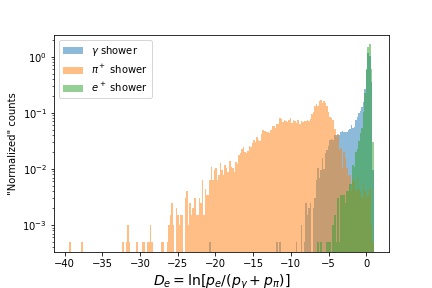 γ shower
π⁺ shower
e⁺ shower
"Normalized" counts
10⁰
10⁻¹
10⁻²
10⁻³
−40 −35 −30 −25 −20 −15 −10 −5 0
Dₑ = ln[pₑ/(pᵧ + p_π)]